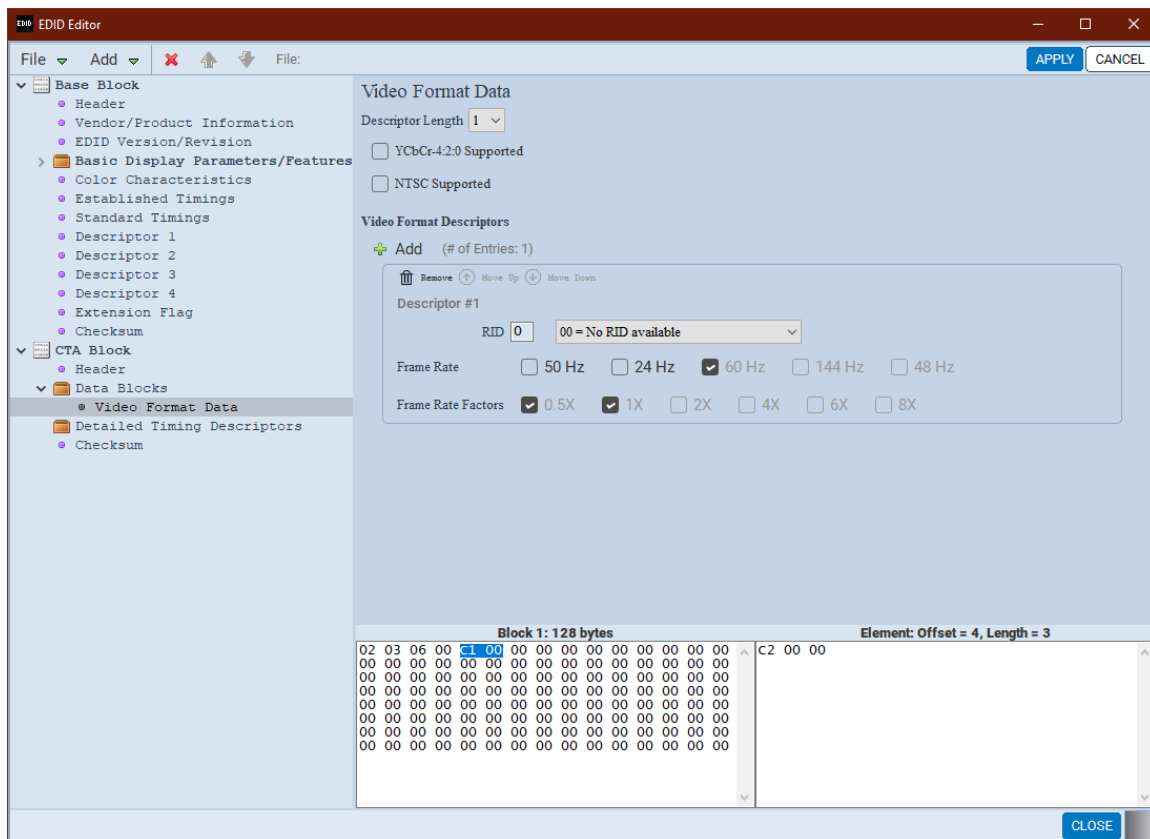 EDID EDID Editor
File Add File: APPLY CANCEL
Base Block
Header
Vendor/Product Information
EDID Version/Revision
Basic Display Parameters/Features
Color Characteristics
Established Timings
Standard Timings
Descriptor 1
Descriptor 2
Descriptor 3
Descriptor 4
Extension Flag
Checksum
CTA Block
Header
Data Blocks
Video Format Data
Detailed Timing Descriptors
Checksum
Video Format Data
Descriptor Length 1
YCbCr-4:2:0 Supported
NTSC Supported
Video Format Descriptors
Add (# of Entries: 1)
Remove Move Up Move Down
Descriptor #1
RID 0 00 = No RID available
Frame Rate 50 Hz 24 Hz 60 Hz 144 Hz 48 Hz
Frame Rate Factors 0.5X 1X 2X 4X 6X 8X
Block 1: 128 bytes
02 03 06 00 C1 00 00 00 00 00 00 00 00 00 00
00 00 00 00 00 00 00 00 00 00 00 00 00 00 00
00 00 00 00 00 00 00 00 00 00 00 00 00 00 00
00 00 00 00 00 00 00 00 00 00 00 00 00 00 00
00 00 00 00 00 00 00 00 00 00 00 00 00 00 00
00 00 00 00 00 00 00 00 00 00 00 00 00 00 00
00 00 00 00 00 00 00 00 00 00 00 00 00 00 00
00 00 00 00 00 00 00 00 00 00 00 00 00 00 00
Element: Offset = 4, Length = 3
C2 00 00
CLOSE